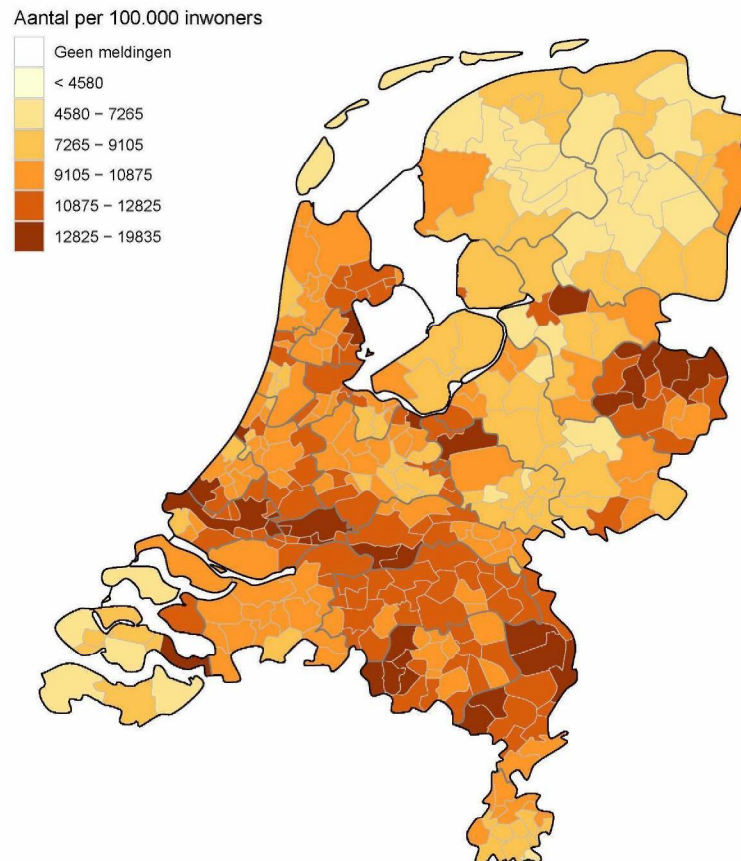 Aantal per 100.000 inwoners
Geen meldingen
< 4580
4580 – 7265
7265 – 9105
9105 – 10875
10875 – 12825
12825 – 19835